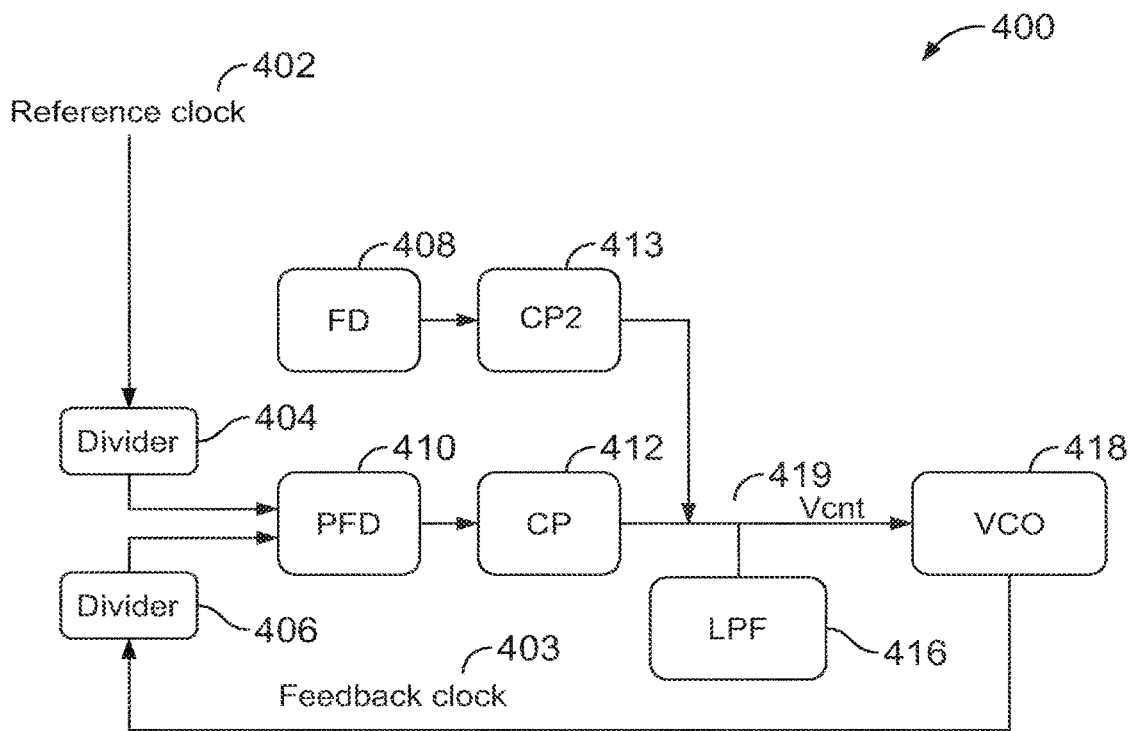 400
402
Reference clock
408
413
FD
CP2
404
Divider
410
412
419
418
PFD
CP
Vcnt
VCO
Divider
406
LPF
416
403
Feedback clock